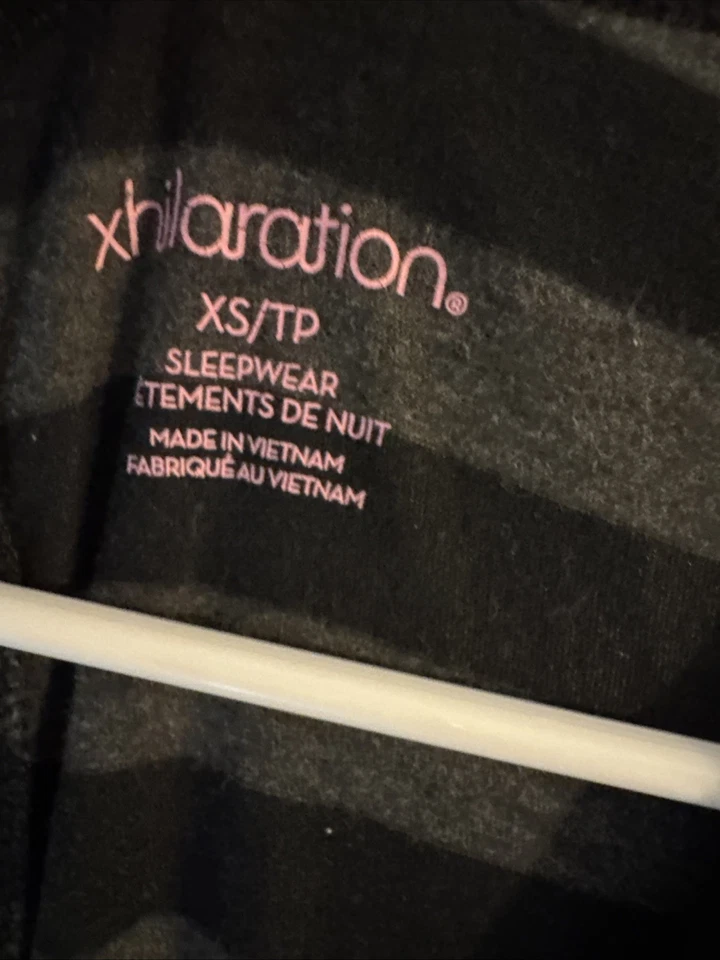 xhilaration®
XS/TP
SLEEPWEAR
ÊTEMENTS DE NUIT
MADE IN VIETNAM
FABRIQUÉ AU VIETNAM